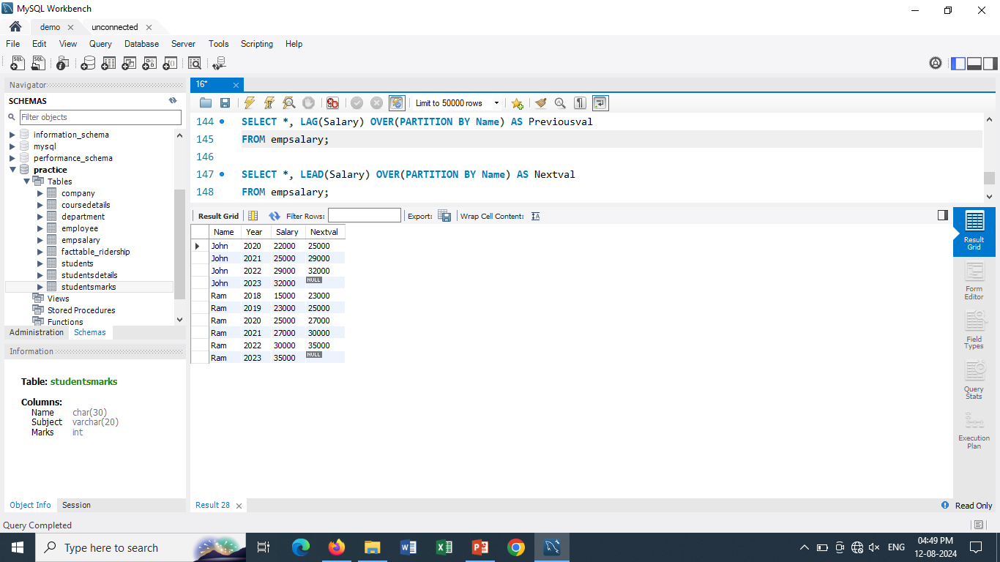 MySQL Workbench
demo
unconnected
File Edit View Query Database Server Tools Scripting Help
Navigator
SCHEMAS
Filter objects
information_schema
mysql
performance_schema
practice
Tables
company
coursedetails
department
employee
empsalary
facttable_ridership
students
studentsdetails
studentsmarks
Views
Stored Procedures
Functions
Administration Schemas
Information
Table: studentsmarks
Columns:
Name char(30)
Subject varchar(20)
Marks int
Object Info Session
16*
Limit to 50000 rows
144 SELECT *, LAG(Salary) OVER(PARTITION BY Name) AS Previousval
145 FROM empsalary;
146
147 SELECT *, LEAD(Salary) OVER(PARTITION BY Name) AS Nextval
148 FROM empsalary;
Result Grid Filter Rows: Export: Wrap Cell Content:
Name Year Salary Nextval
John 2020 22000 25000
John 2021 25000 29000
John 2022 29000 32000
John 2023 32000 NULL
Ram 2018 15000 23000
Ram 2019 23000 25000
Ram 2020 25000 27000
Ram 2021 27000 30000
Ram 2022 30000 35000
Ram 2023 35000 NULL
Result
Grid
Form
Editor
Field
Types
Query
Stats
Execution
Plan
Result 28
Read Only
Query Completed
Type here to search
ENG
04:49 PM
12-08-2024